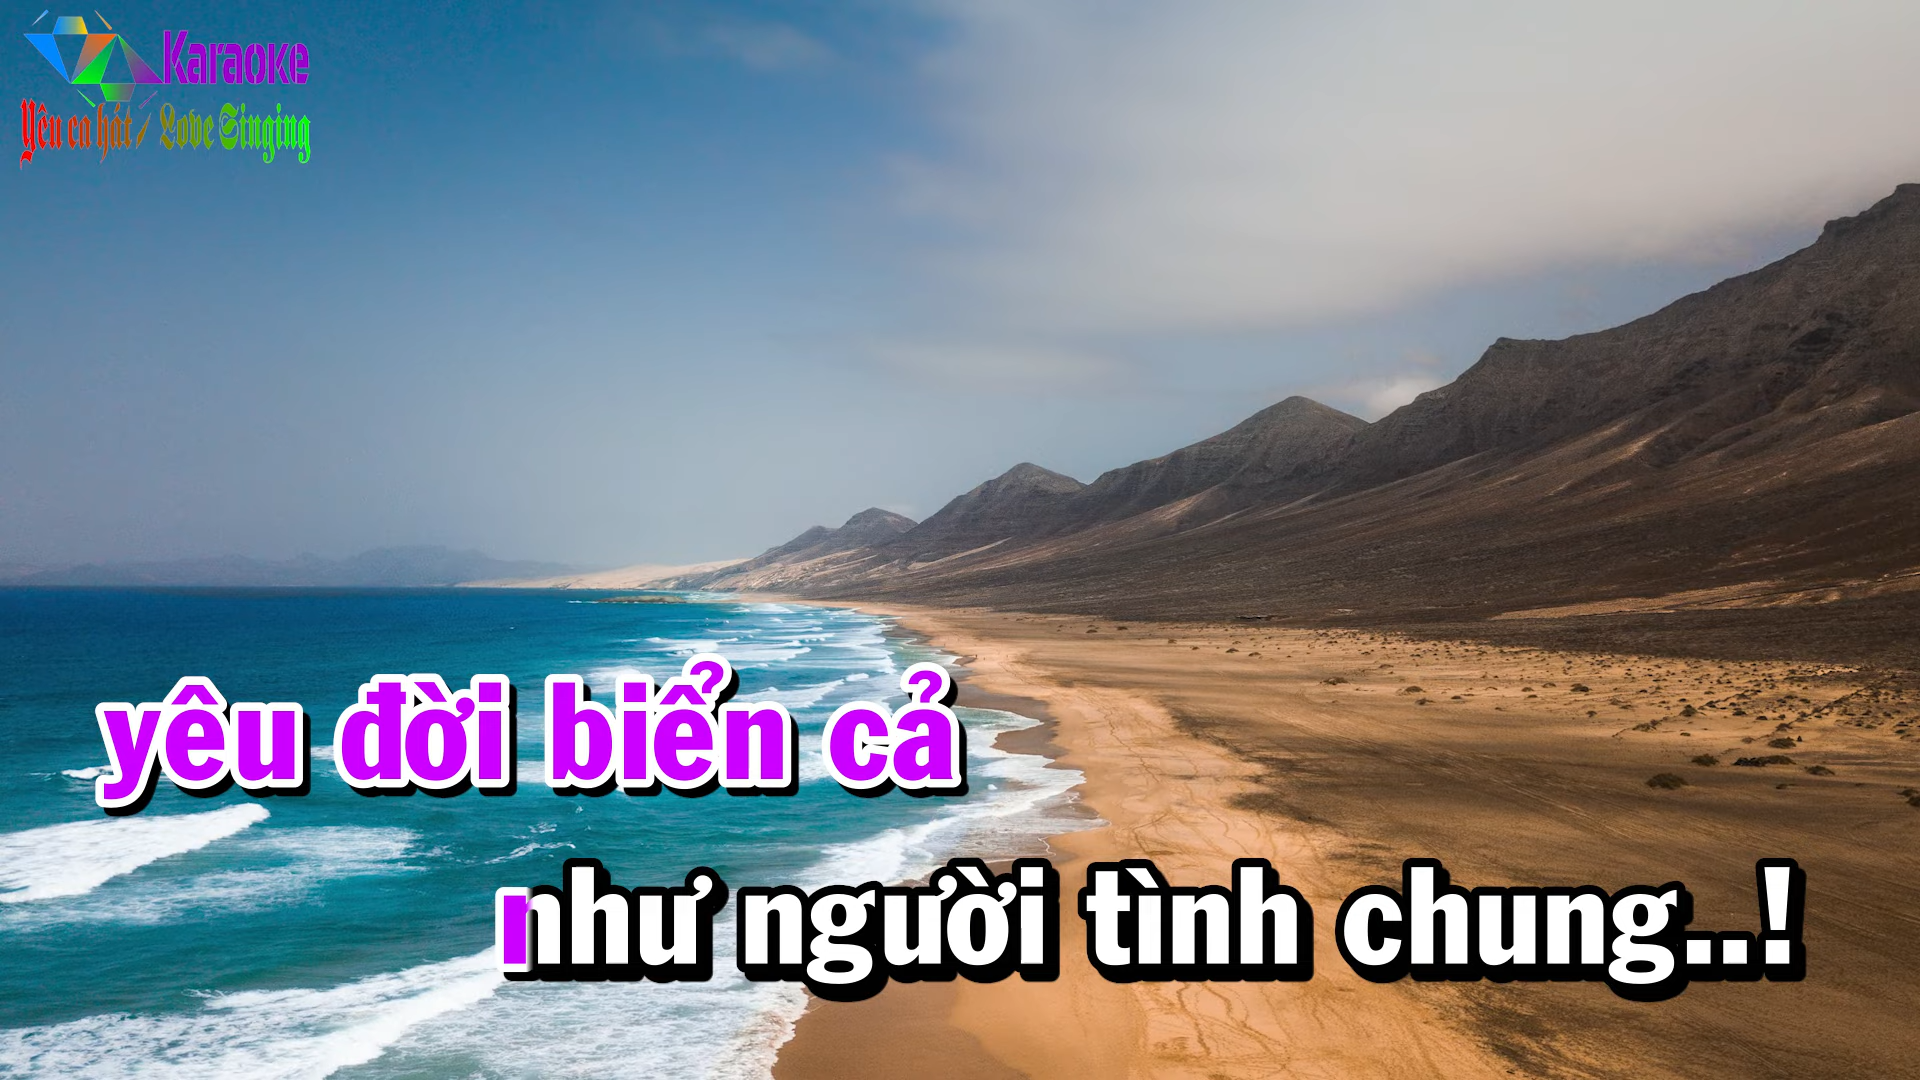 Karaoke
Yêu ca hát / Love Singing
yêu đời biển cả
như người tình chung..!